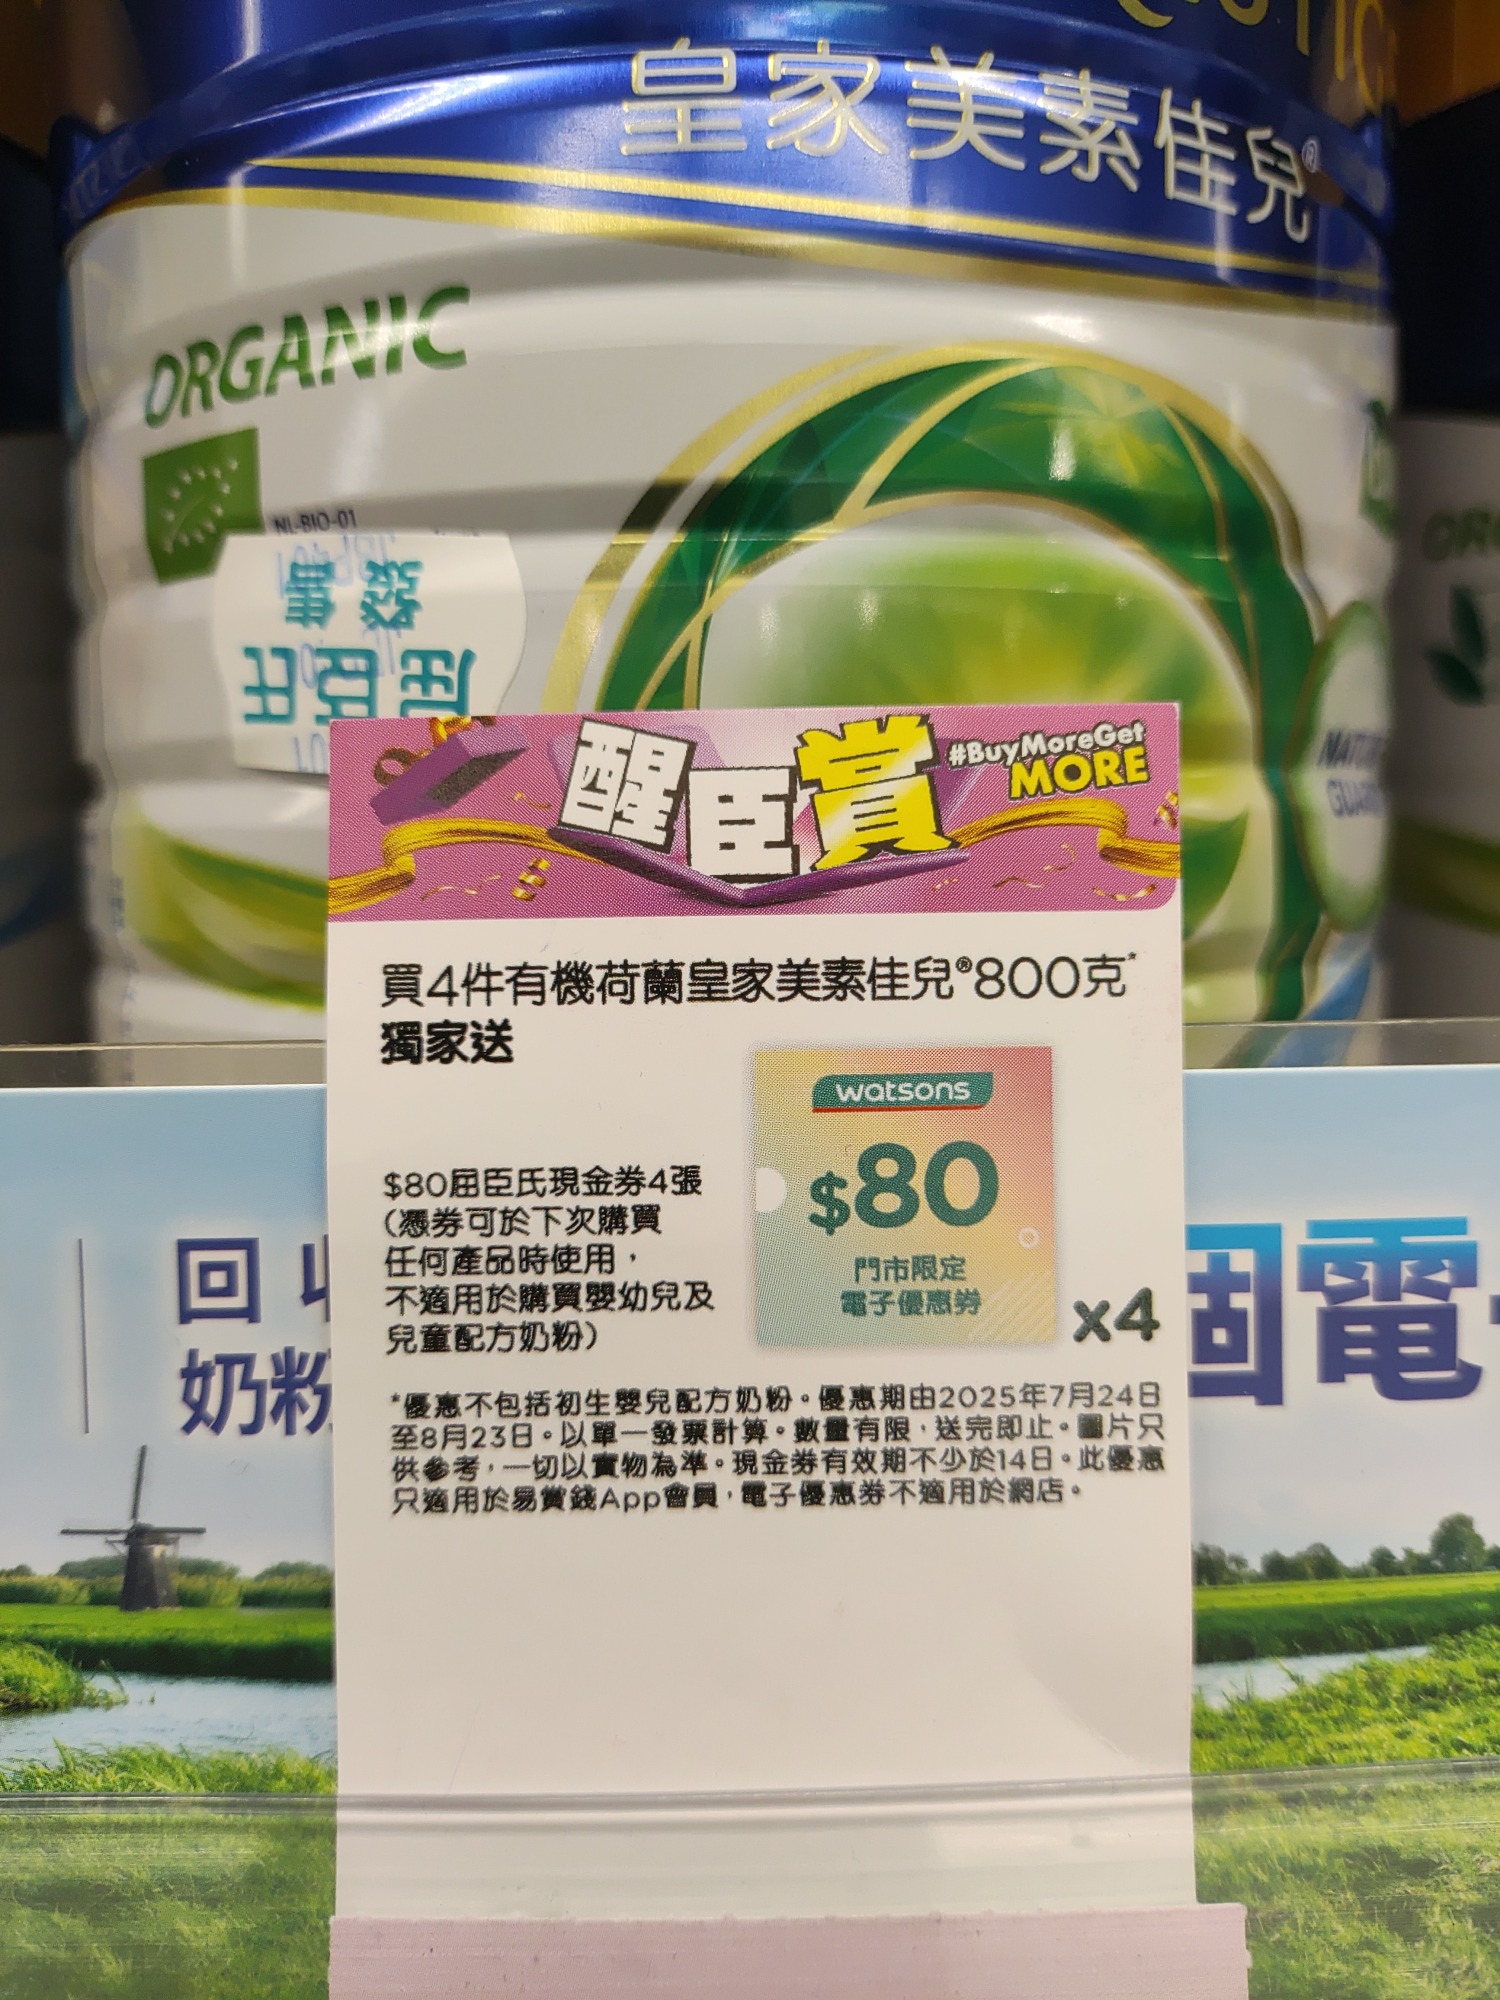 皇家美素佳兒®
ORGANIC
NL-BIO-01
屈臣氏
發售
醒臣賞
#BuyMoreGet
MORE
買4件有機荷蘭皇家美素佳兒®800克*
獨家送
watsons
$80
門市限定
電子優惠券
x4
$80屈臣氏現金券4張
(憑券可於下次購買
任何產品時使用，
不適用於購買嬰幼兒及
兒童配方奶粉)
*優惠不包括初生嬰兒配方奶粉。優惠期由2025年7月24日
至8月23日。以單一發票計算。數量有限，送完即止。圖片只
供參考，一切以實物為準。現金券有效期不少於14日。此優惠
只適用於易賞錢App會員，電子優惠券不適用於網店。
回
奶粉
個電